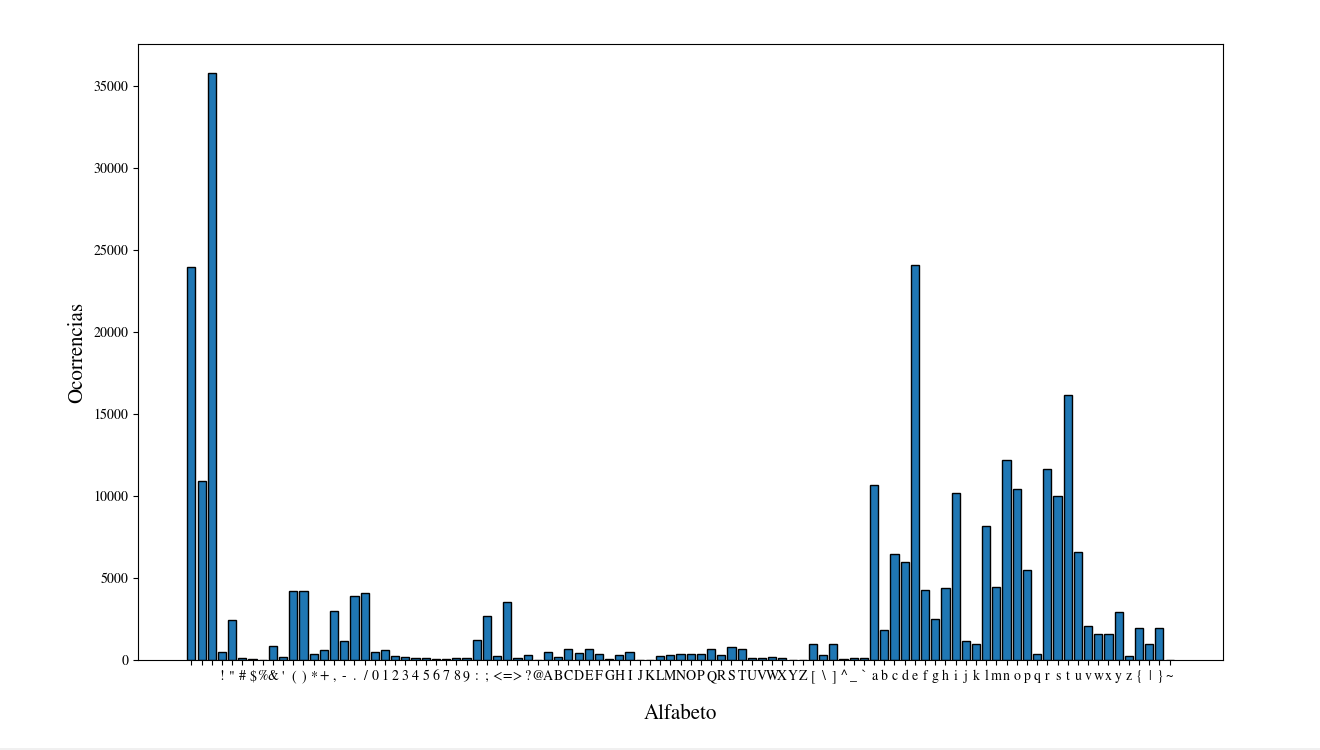 35000
30000
25000
20000
15000
10000
5000
0
Ocorrencias
! " # $ % & ' ( ) * + , - . / 0 1 2 3 4 5 6 7 8 9 : ; < = > ? @ A B C D E F G H I J K L M N O P Q R S T U V W X Y Z [ \ ] ^ _ ` a b c d e f g h i j k l m n o p q r s t u v w x y z { | } ~
Alfabeto